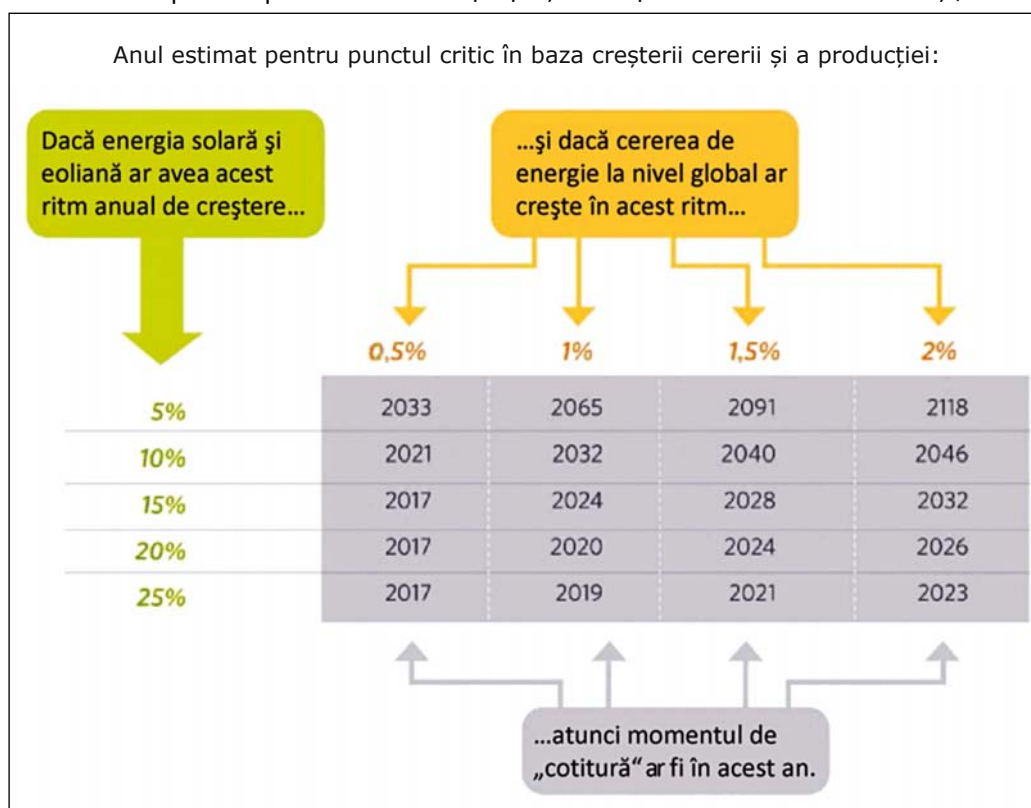 Anul estimat pentru punctul critic în baza creșterii cererii și a producției:
Dacă energia solară şi
eoliană ar avea acest
ritm anual de creştere...
...şi dacă cererea de
energie la nivel global ar
creşte în acest ritm...
0,5% 1% 1,5% 2%
5% 2033 2065 2091 2118
10% 2021 2032 2040 2046
15% 2017 2024 2028 2032
20% 2017 2020 2024 2026
25% 2017 2019 2021 2023
...atunci momentul de
„cotitură“ ar fi în acest an.